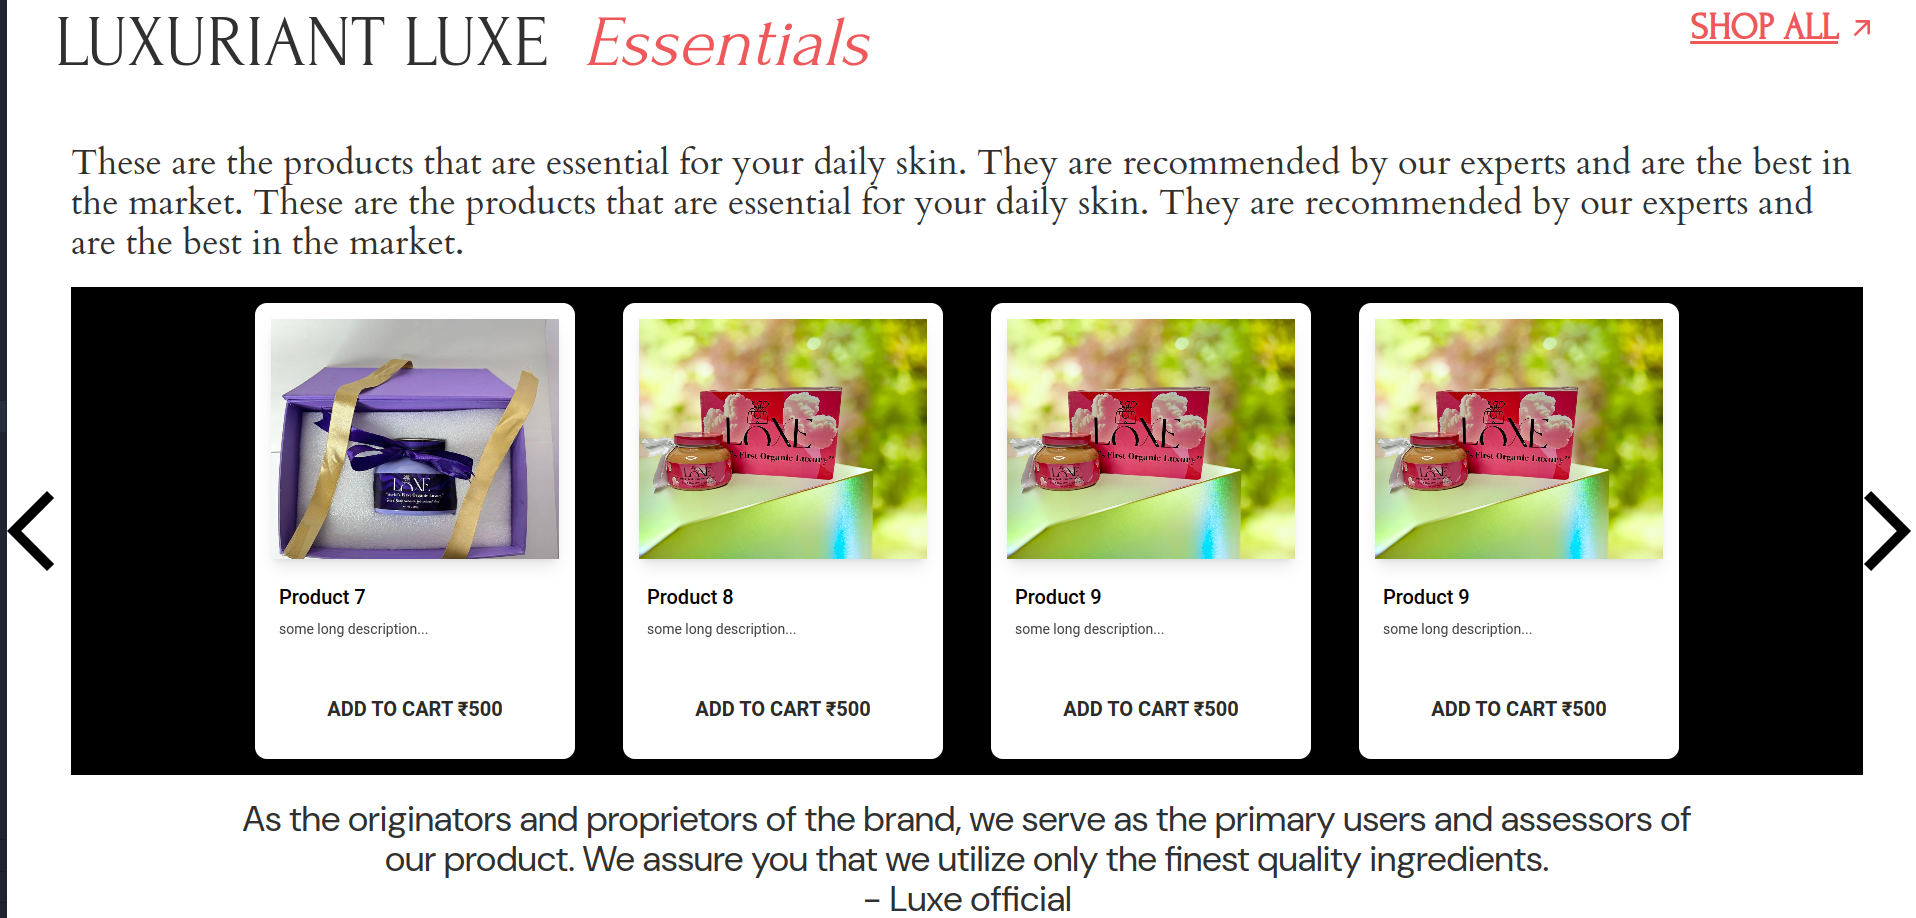 LUXURIANT LUXE Essentials
SHOP ALL
These are the products that are essential for your daily skin. They are recommended by our experts and are the best in
the market. These are the products that are essential for your daily skin. They are recommended by our experts and
are the best in the market.
LUXE
LUXE
First Organic Luxury"
LUXE
LUXE
First Organic Luxury"
LUXE
LUXE
First Organic Luxury"
LUXE
Product 7
some long description...
ADD TO CART ₹500
Product 8
some long description...
ADD TO CART ₹500
Product 9
some long description...
ADD TO CART ₹500
Product 9
some long description...
ADD TO CART ₹500
As the originators and proprietors of the brand, we serve as the primary users and assessors of
our product. We assure you that we utilize only the finest quality ingredients.
- Luxe official